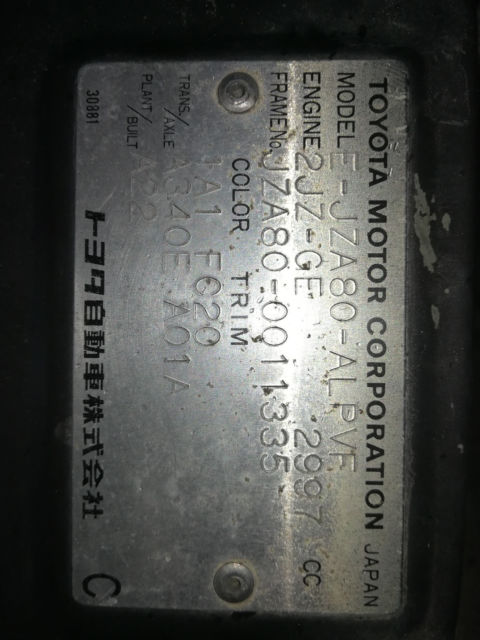 TOYOTA MOTOR CORPORATION JAPAN
MODEL E-JZA80-ALPVF
ENGINE 2JZ-GE 2997 CC
FRAME No. JZA80-0011335
COLOR TRIM
1A1 FC20
TRANS./AXLE A340E A01A
PLANT/BUILT A22
トヨタ自動車株式会社 C
30881